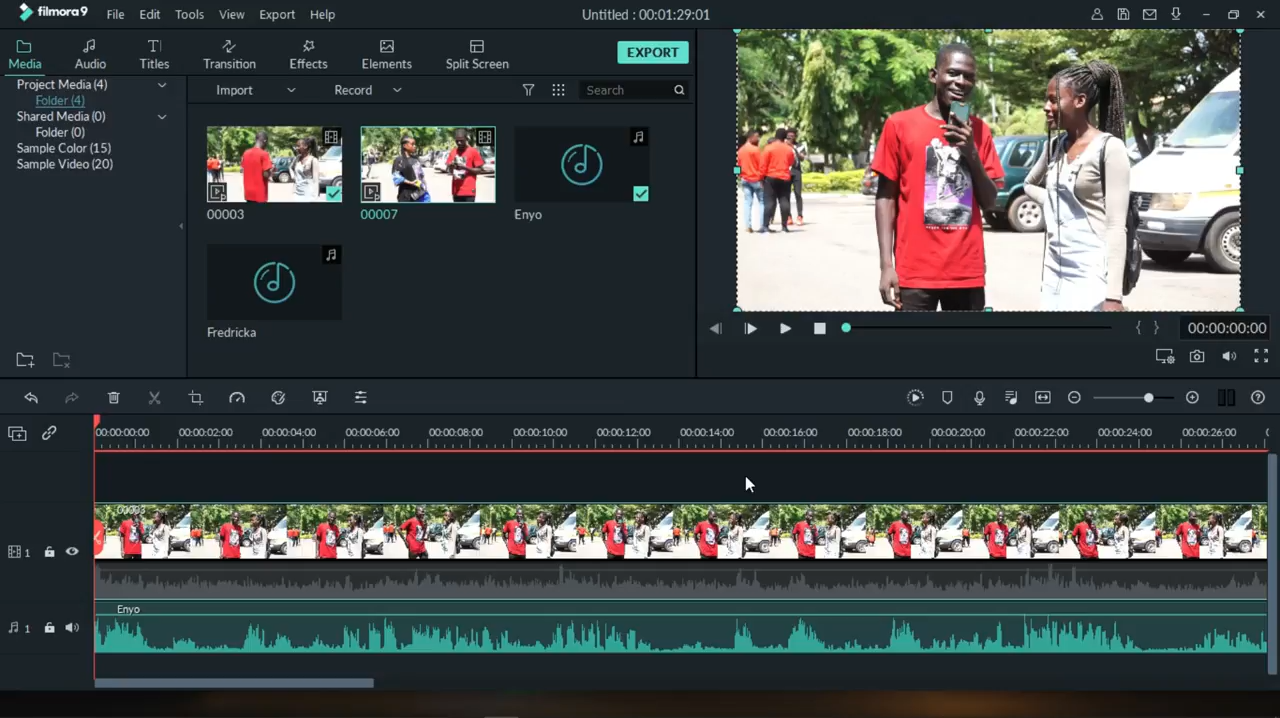 filmora9 File Edit Tools View Export Help Untitled : 00:01:29:01
Media Audio Titles Transition Effects Elements Split Screen EXPORT
Project Media (4)
Folder (4)
Shared Media (0)
Folder (0)
Sample Color (15)
Sample Video (20)
Import Record Search
00003 00007 Enyo
Fredricka
00:00:00:00
00:00:00:00 00:00:02:00 00:00:04:00 00:00:06:00 00:00:08:00 00:00:10:00 00:00:12:00 00:00:14:00 00:00:16:00 00:00:18:00 00:00:20:00 00:00:22:00 00:00:24:00 00:00:26:00
00003
1
Enyo
1